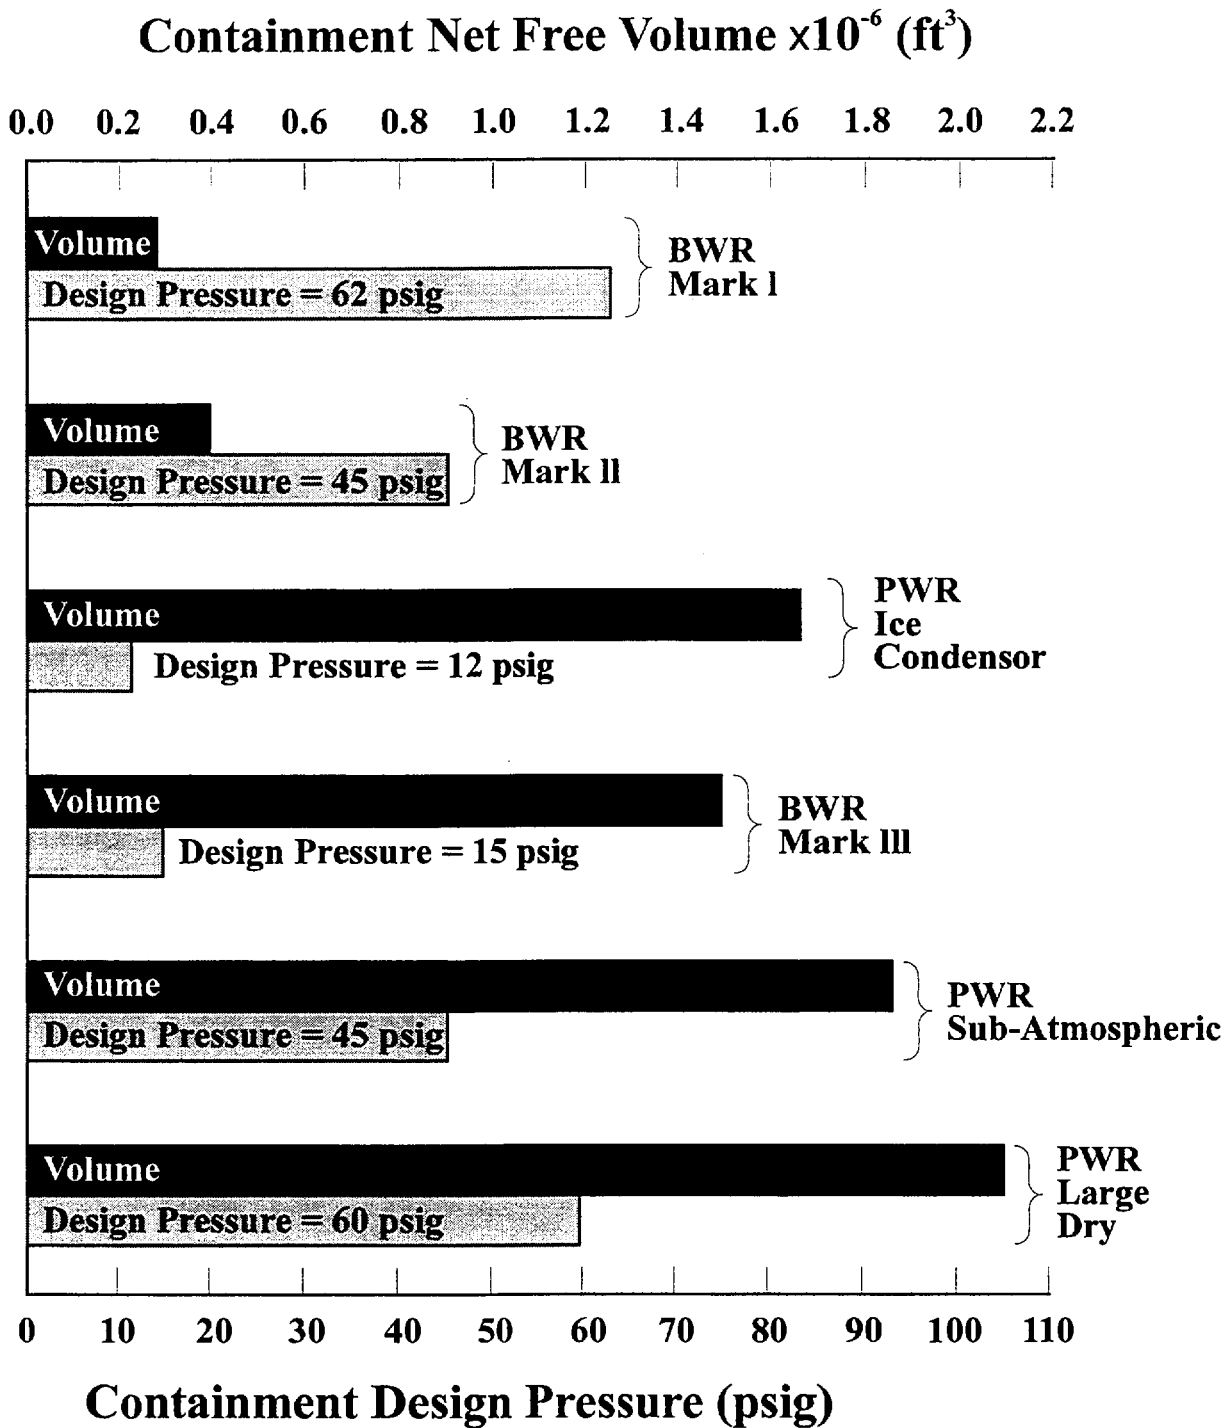 Containment Net Free Volume x10⁻⁶ (ft³)
0.0 0.2 0.4 0.6 0.8 1.0 1.2 1.4 1.6 1.8 2.0 2.2
Volume
Design Pressure = 62 psig
BWR
Mark I
Volume
Design Pressure = 45 psig
BWR
Mark II
Volume
Design Pressure = 12 psig
PWR
Ice
Condensor
Volume
Design Pressure = 15 psig
BWR
Mark III
Volume
Design Pressure = 45 psig
PWR
Sub-Atmospheric
Volume
Design Pressure = 60 psig
PWR
Large
Dry
0 10 20 30 40 50 60 70 80 90 100 110
Containment Design Pressure (psig)